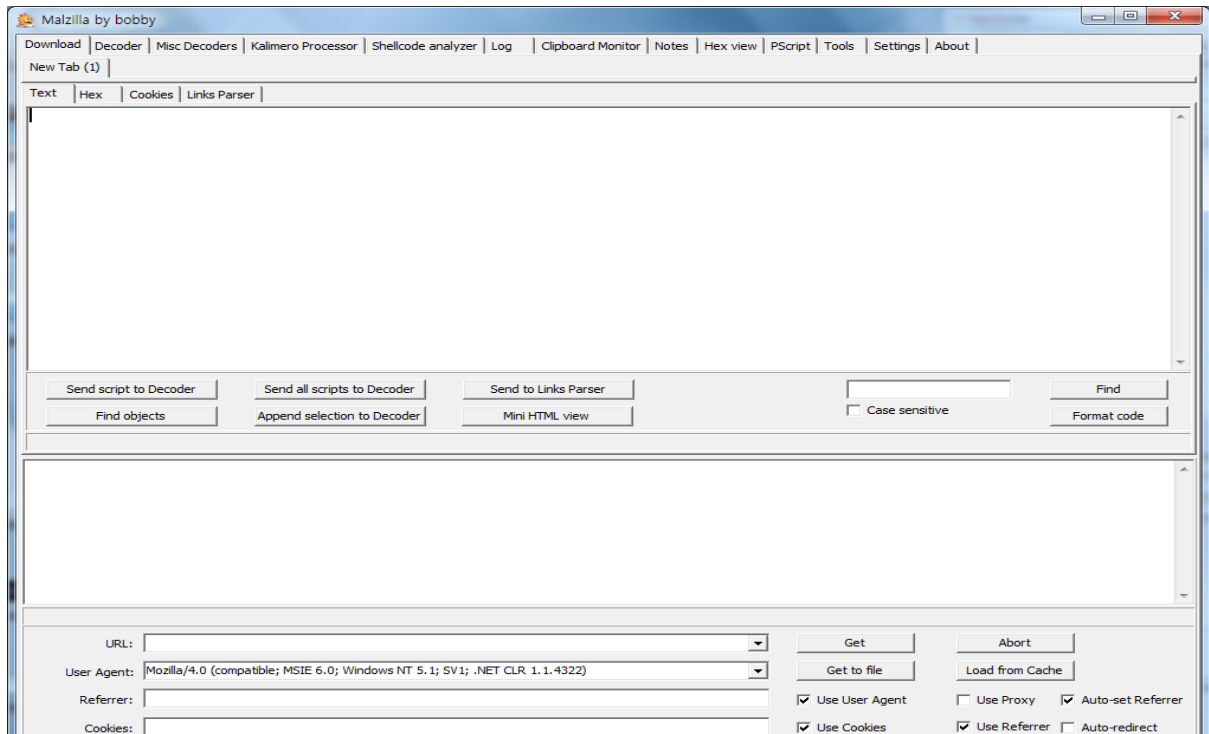 Malzilla by bobby
Download Decoder Misc Decoders Kalimero Processor Shellcode analyzer Log Clipboard Monitor Notes Hex view PScript Tools Settings About
New Tab (1)
Text Hex Cookies Links Parser
Send script to Decoder Send all scripts to Decoder Send to Links Parser Find
Find objects Append selection to Decoder Mini HTML view Case sensitive Format code
URL: Get Abort
User Agent: Mozilla/4.0 (compatible; MSIE 6.0; Windows NT 5.1; SV1; .NET CLR 1.1.4322) Get to file Load from Cache
Referrer: Use User Agent Use Proxy Auto-set Referrer
Cookies: Use Cookies Use Referrer Auto-redirect